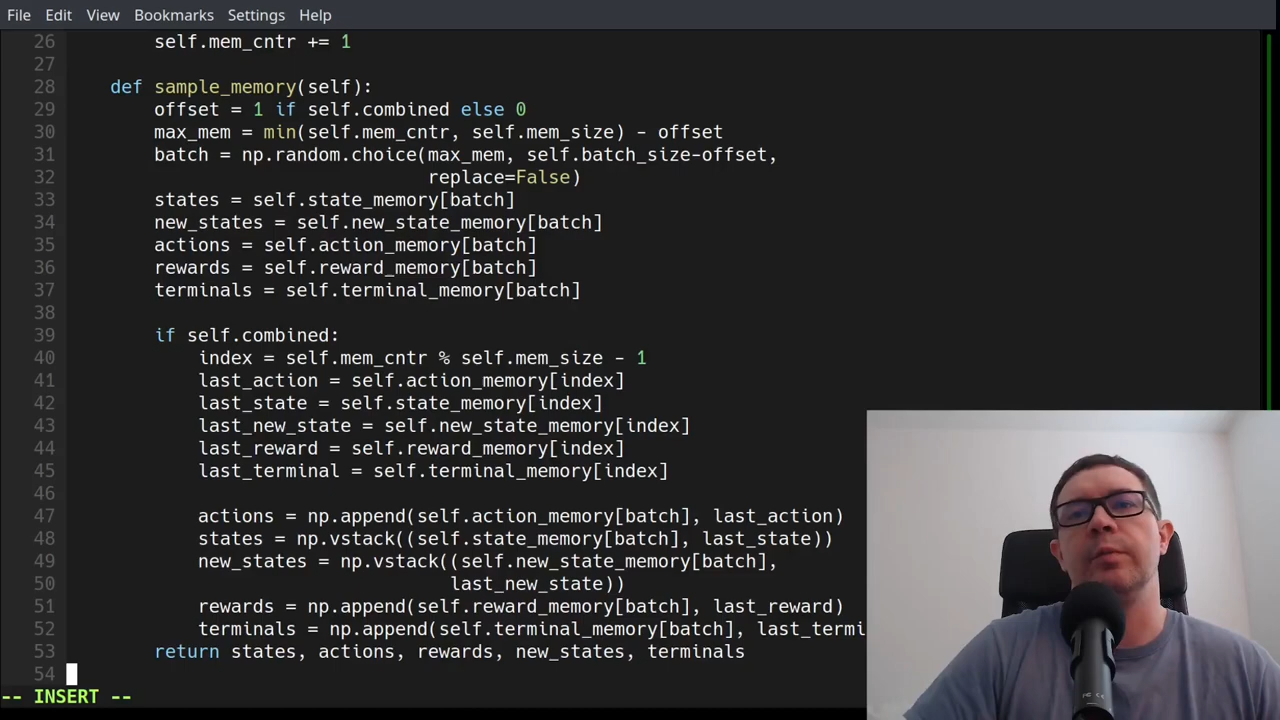 File Edit View Bookmarks Settings Help
26 self.mem_cntr += 1
27
28 def sample_memory(self):
29 offset = 1 if self.combined else 0
30 max_mem = min(self.mem_cntr, self.mem_size) - offset
31 batch = np.random.choice(max_mem, self.batch_size-offset,
32 replace=False)
33 states = self.state_memory[batch]
34 new_states = self.new_state_memory[batch]
35 actions = self.action_memory[batch]
36 rewards = self.reward_memory[batch]
37 terminals = self.terminal_memory[batch]
38
39 if self.combined:
40 index = self.mem_cntr % self.mem_size - 1
41 last_action = self.action_memory[index]
42 last_state = self.state_memory[index]
43 last_new_state = self.new_state_memory[index]
44 last_reward = self.reward_memory[index]
45 last_terminal = self.terminal_memory[index]
46
47 actions = np.append(self.action_memory[batch], last_action)
48 states = np.vstack((self.state_memory[batch], last_state))
49 new_states = np.vstack((self.new_state_memory[batch],
50 last_new_state))
51 rewards = np.append(self.reward_memory[batch], last_reward)
52 terminals = np.append(self.terminal_memory[batch], last_termi
53 return states, actions, rewards, new_states, terminals
54
-- INSERT --